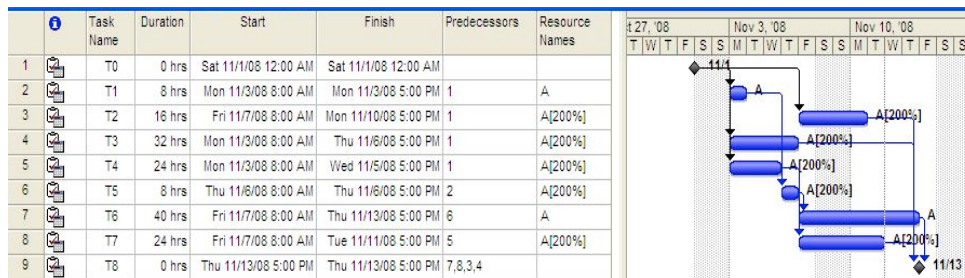 Task Name Duration Start Finish Predecessors Resource Names
1 T0 0 hrs Sat 11/1/08 12:00 AM Sat 11/1/08 12:00 AM
2 T1 8 hrs Mon 11/3/08 8:00 AM Mon 11/3/08 5:00 PM 1 A
3 T2 16 hrs Fri 11/7/08 8:00 AM Mon 11/10/08 5:00 PM 1 A[200%]
4 T3 32 hrs Mon 11/3/08 8:00 AM Thu 11/6/08 5:00 PM 1 A[200%]
5 T4 24 hrs Mon 11/3/08 8:00 AM Wed 11/5/08 5:00 PM 1 A[200%]
6 T5 8 hrs Thu 11/6/08 8:00 AM Thu 11/6/08 5:00 PM 2 A[200%]
7 T6 40 hrs Fri 11/7/08 8:00 AM Thu 11/13/08 5:00 PM 6 A
8 T7 24 hrs Fri 11/7/08 8:00 AM Tue 11/11/08 5:00 PM 5 A[200%]
9 T8 0 hrs Thu 11/13/08 5:00 PM Thu 11/13/08 5:00 PM 7,8,3,4
t 27, '08 Nov 3, '08 Nov 10, '08
T W T F S S M T W T F S S M T W T F S S
11/1
A
A[200%]
A[200%]
A[200%]
A[200%]
A
A[200%]
11/13